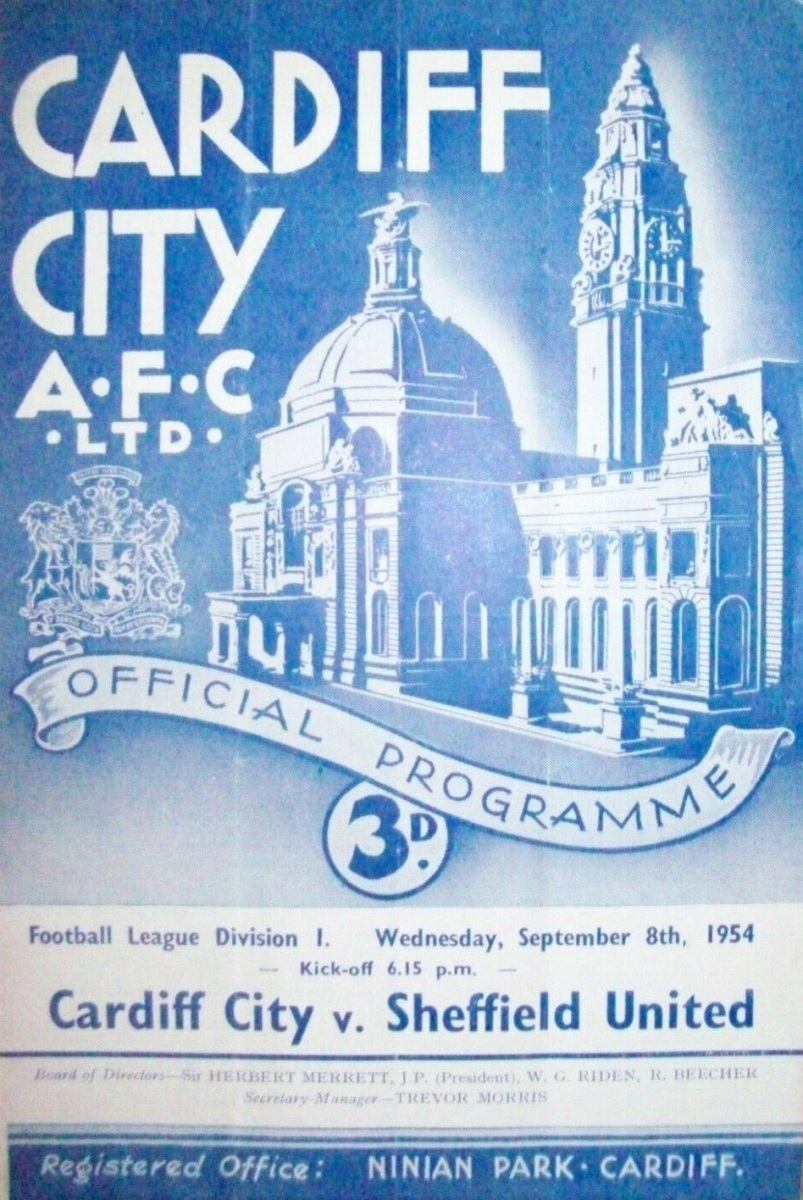 CARDIFF
CITY
A·F·C
·LTD·
OFFICIAL PROGRAMME
3D.
Football League Division I. Wednesday, September 8th, 1954
— Kick-off 6.15 p.m. —
Cardiff City v. Sheffield United
Board of Directors—Sir HERBERT MERRETT, J.P. (President), W. G. RIDEN, R. BEECHER
Secretary-Manager—TREVOR MORRIS
Registered Office: NINIAN PARK · CARDIFF.